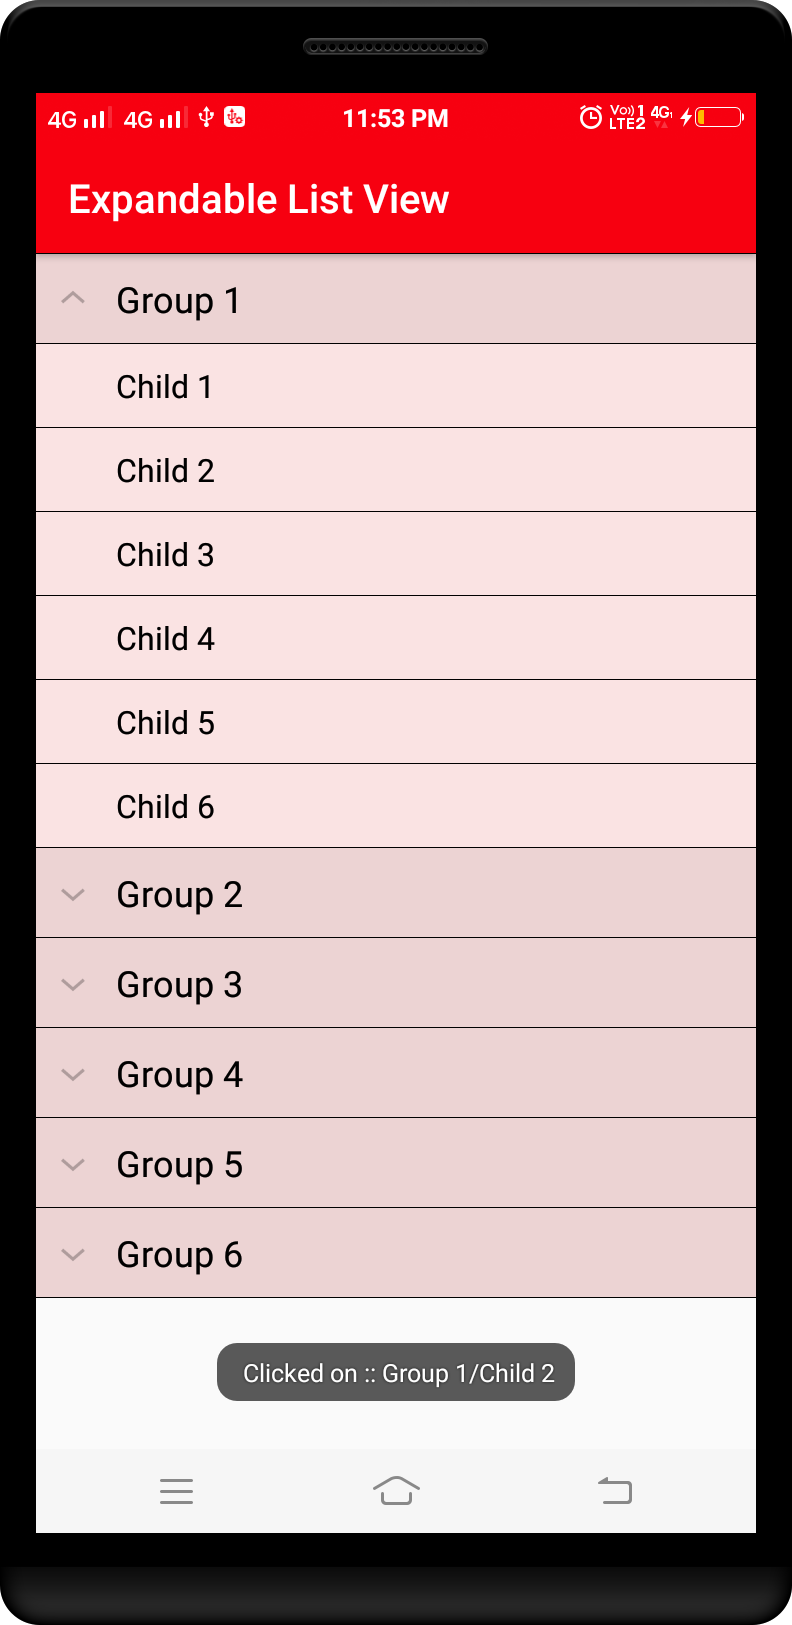 4G 4G 11:53 PM Vo)) 1 LTE2 4G
Expandable List View
Group 1
Child 1
Child 2
Child 3
Child 4
Child 5
Child 6
Group 2
Group 3
Group 4
Group 5
Group 6
Clicked on :: Group 1/Child 2